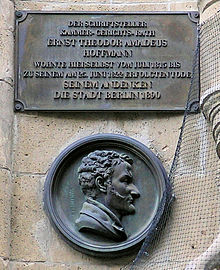 DER SCHRIFTSTELLER
KAMMER-GERICHTS-RATH
ERNST THEODOR AMADEUS
HOFFMANN
WOHNTE HIERSELBST VOM JULI 1815 BIS
ZU SEINEM AM 25. JUNI 1822 ERFOLGTEN TODE
SEINEM ANDENKEN
DIE STADT BERLIN 1890